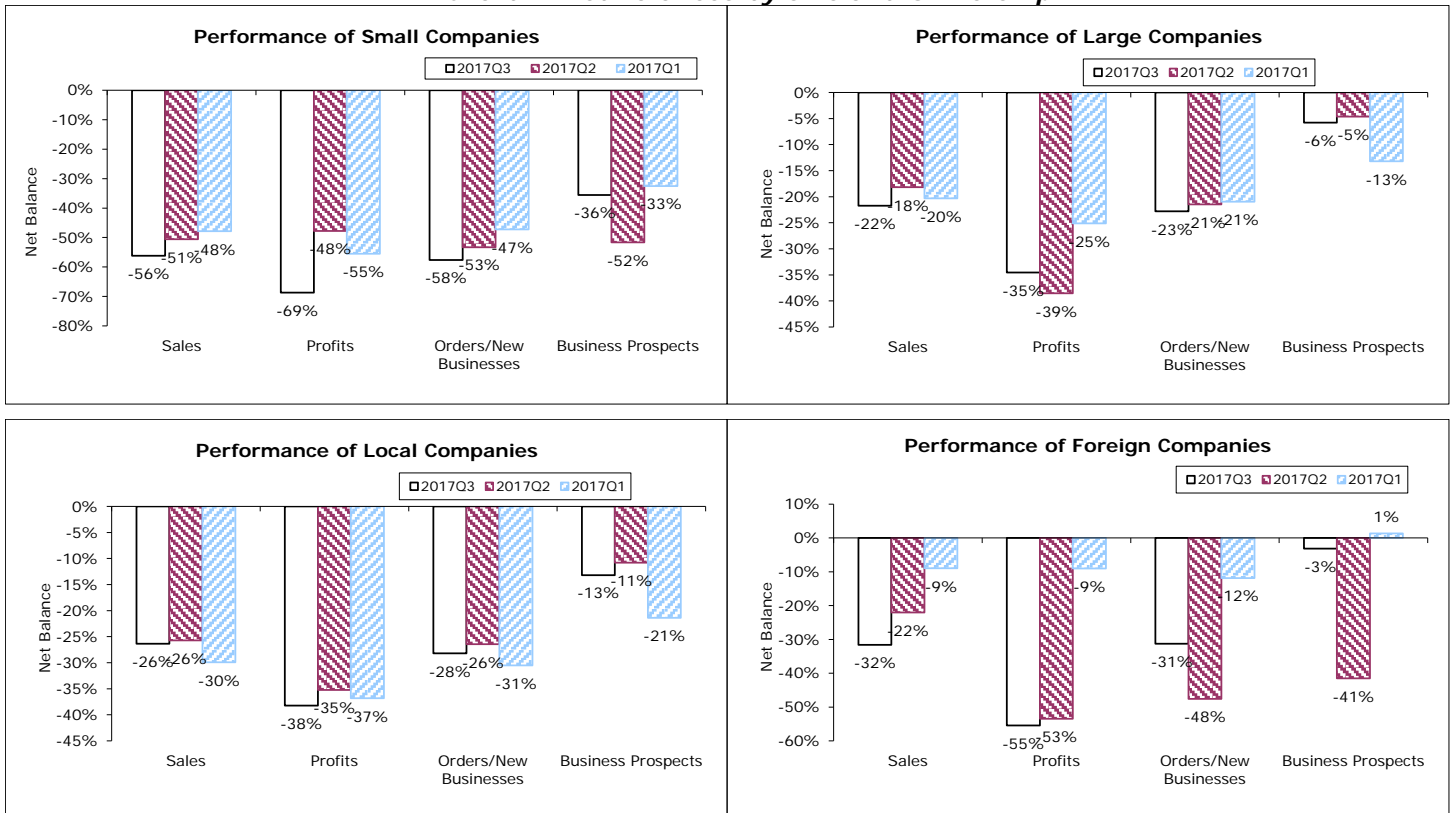 Performance of Small Companies
2017Q3 2017Q2 2017Q1
Net Balance
0%
-10%
-20%
-30%
-40%
-50%
-60%
-70%
-80%
-56% -51% -48%
-69% -48% -55%
-58% -53% -47%
-36% -52% -33%
Sales Profits Orders/New Business Prospects
Businesses
Performance of Large Companies
2017Q3 2017Q2 2017Q1
Net Balance
0%
-5%
-10%
-15%
-20%
-25%
-30%
-35%
-40%
-45%
-22% -18% -20%
-35% -39% -25%
-23% -21% -21%
-6% -5% -13%
Sales Profits Orders/New Business Prospects
Businesses
Performance of Local Companies
2017Q3 2017Q2 2017Q1
Net Balance
0%
-5%
-10%
-15%
-20%
-25%
-30%
-35%
-40%
-45%
-26% -26% -30%
-38% -35% -37%
-28% -26% -31%
-13% -11% -21%
Sales Profits Orders/New Business Prospects
Businesses
Performance of Foreign Companies
2017Q3 2017Q2 2017Q1
Net Balance
10%
0%
-10%
-20%
-30%
-40%
-50%
-60%
-32% -22% -9%
-55% -53% -9%
-31% -48% -12%
-3% -41% 1%
Sales Profits Orders/New Business Prospects
Businesses